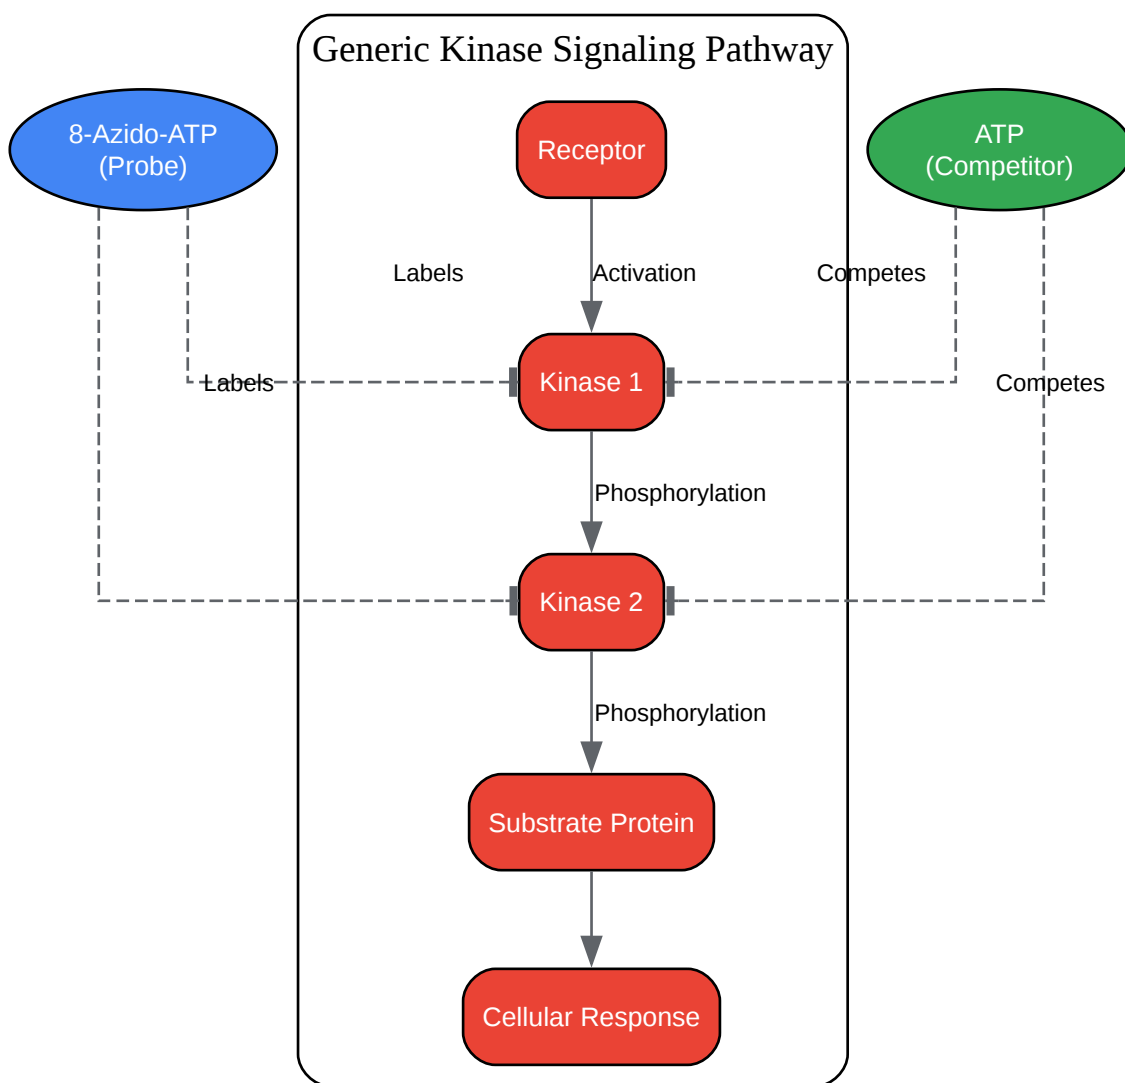 Generic Kinase Signaling Pathway
8-Azido-ATP
(Probe)
Receptor
ATP
(Competitor)
Labels
Activation
Competes
Labels
Kinase 1
Competes
Phosphorylation
Kinase 2
Phosphorylation
Substrate Protein
Cellular Response